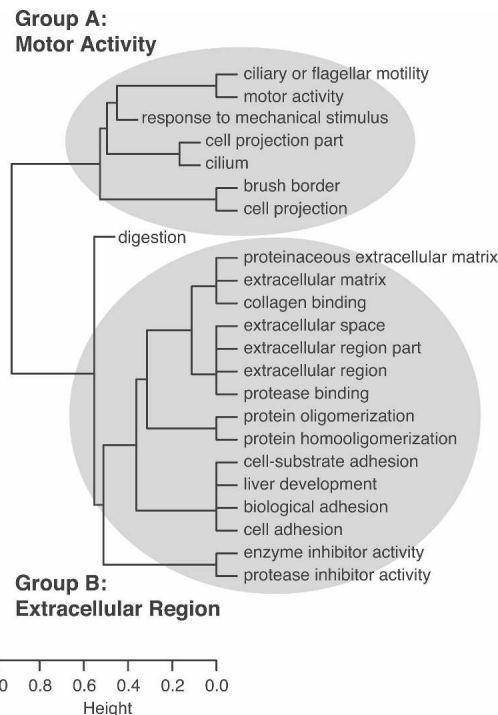 Group A:
Motor Activity
ciliary or flagellar motility
motor activity
response to mechanical stimulus
cell projection part
cilium
brush border
cell projection
digestion
proteinaceous extracellular matrix
extracellular matrix
collagen binding
extracellular space
extracellular region part
extracellular region
protease binding
protein oligomerization
protein homooligomerization
cell-substrate adhesion
liver development
biological adhesion
cell adhesion
enzyme inhibitor activity
protease inhibitor activity
Group B:
Extracellular Region
0 0.8 0.6 0.4 0.2 0.0
Height